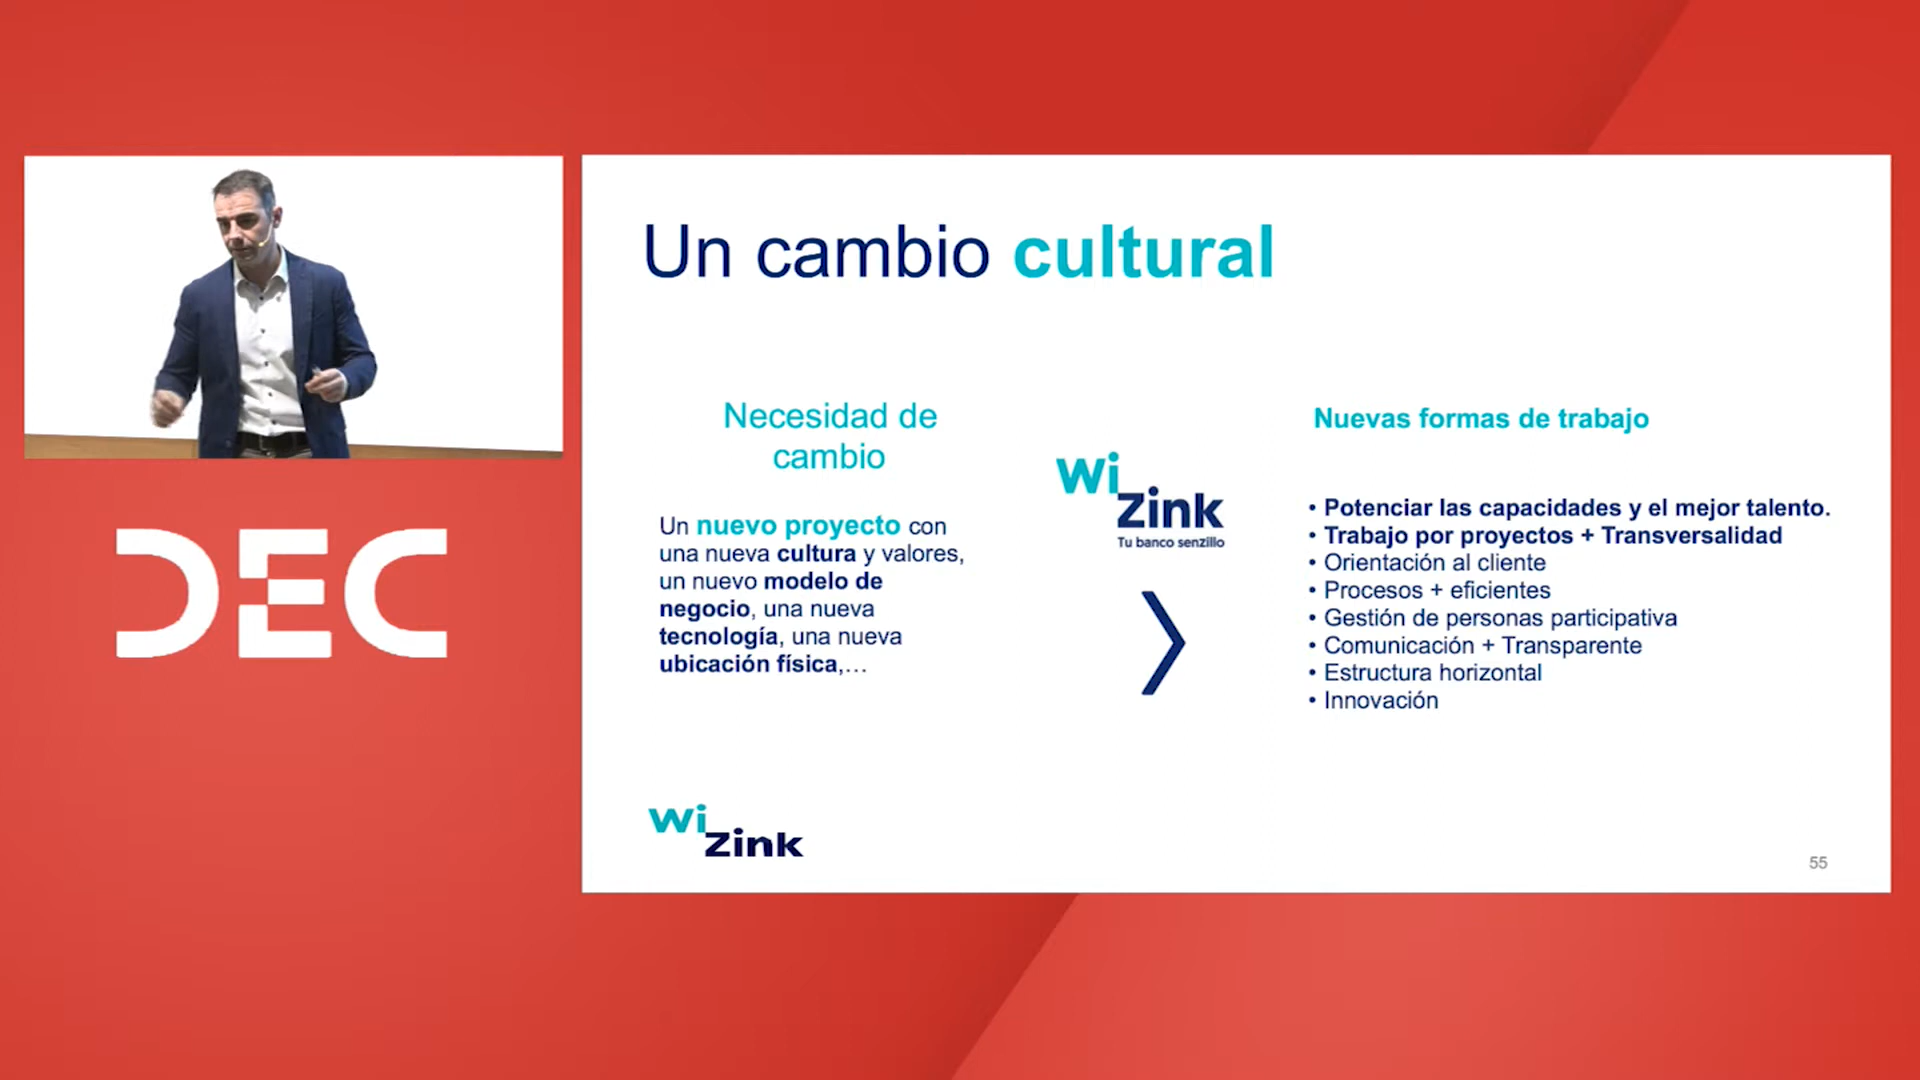 DEC
Un cambio cultural
Necesidad de
cambio
Un nuevo proyecto con
una nueva cultura y valores,
un nuevo modelo de
negocio, una nueva
tecnología, una nueva
ubicación física,…
wi
zink
Tu banco senzillo
Nuevas formas de trabajo
• Potenciar las capacidades y el mejor talento.
• Trabajo por proyectos + Transversalidad
• Orientación al cliente
• Procesos + eficientes
• Gestión de personas participativa
• Comunicación + Transparente
• Estructura horizontal
• Innovación
wi
zink
55